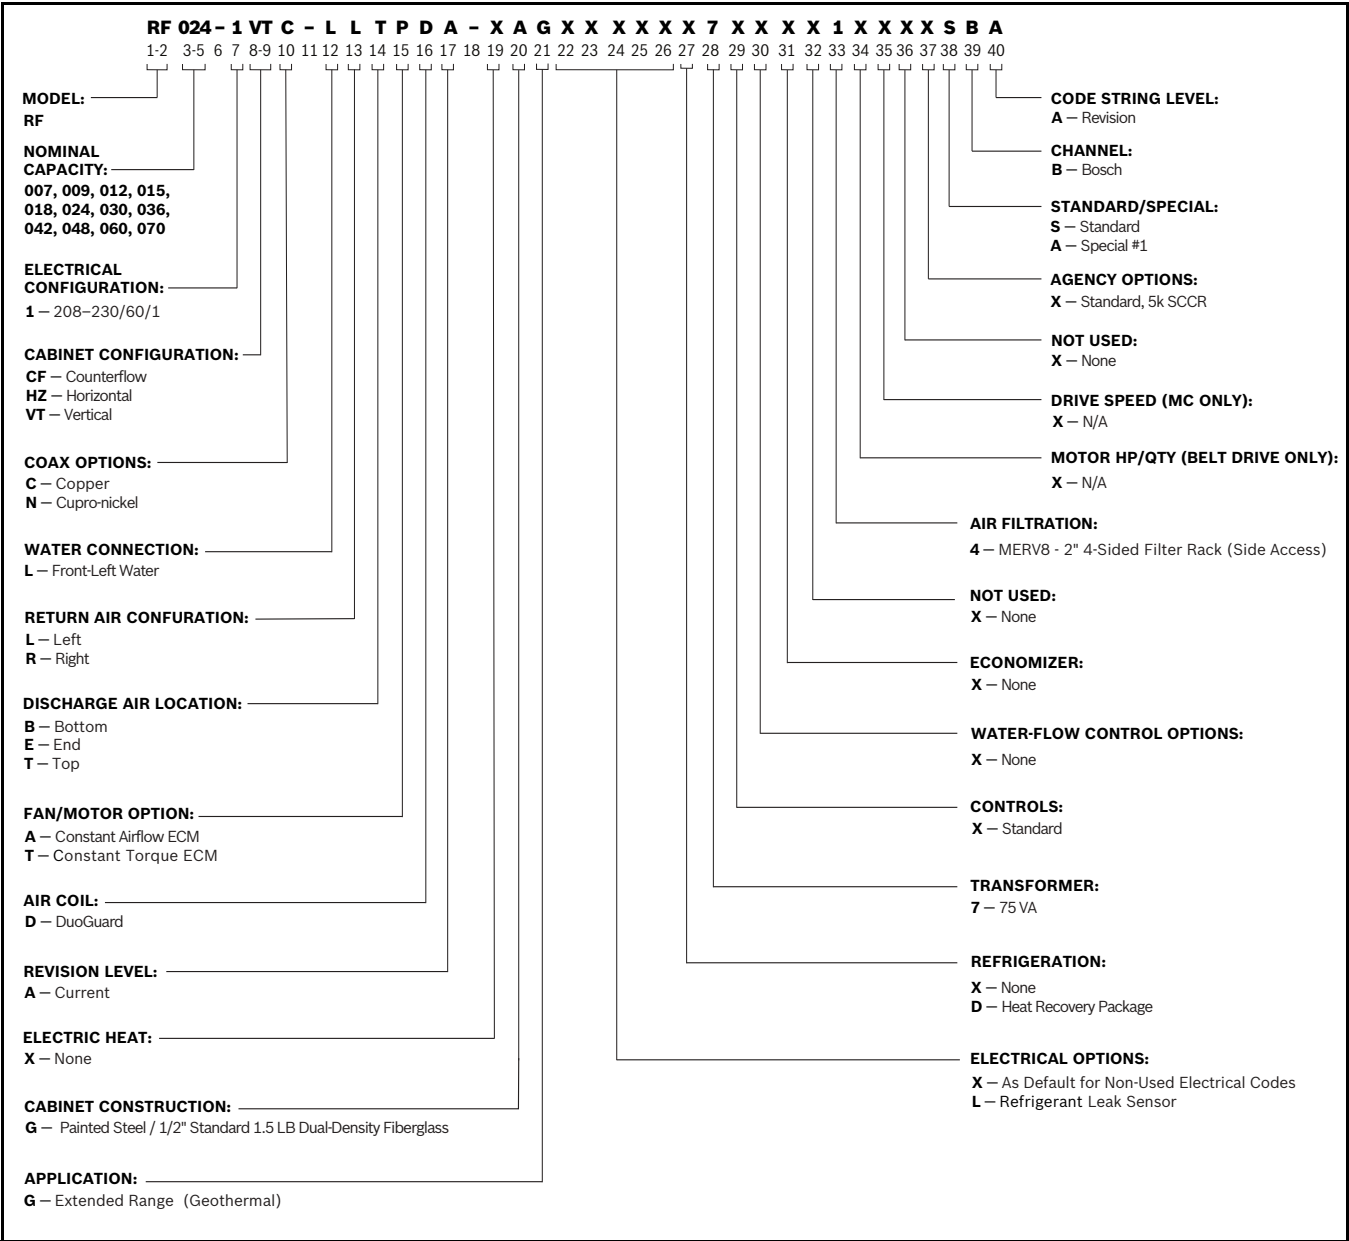 RF 024 – 1 VT C – L L T P D A – X A G X X X X X X 7 X X X X 1 X X X X S B A
1-2 3-5 6 7 8-9 10 11 12 13 14 15 16 17 18 19 20 21 22 23 24 25 26 27 28 29 30 31 32 33 34 35 36 37 38 39 40
MODEL:
RF
NOMINAL
CAPACITY:
007, 009, 012, 015,
018, 024, 030, 036,
042, 048, 060, 070
ELECTRICAL
CONFIGURATION:
1 — 208–230/60/1
CABINET CONFIGURATION:
CF — Counterflow
HZ — Horizontal
VT — Vertical
COAX OPTIONS:
C — Copper
N — Cupro-nickel
WATER CONNECTION:
L — Front-Left Water
RETURN AIR CONFURATION:
L — Left
R — Right
DISCHARGE AIR LOCATION:
B — Bottom
E — End
T — Top
FAN/MOTOR OPTION:
A — Constant Airflow ECM
T — Constant Torque ECM
AIR COIL:
D — DuoGuard
REVISION LEVEL:
A — Current
ELECTRIC HEAT:
X — None
CABINET CONSTRUCTION:
G — Painted Steel / 1/2" Standard 1.5 LB Dual-Density Fiberglass
APPLICATION:
G — Extended Range (Geothermal)
CODE STRING LEVEL:
A — Revision
CHANNEL:
B — Bosch
STANDARD/SPECIAL:
S — Standard
A — Special #1
AGENCY OPTIONS:
X — Standard, 5k SCCR
NOT USED:
X — None
DRIVE SPEED (MC ONLY):
X — N/A
MOTOR HP/QTY (BELT DRIVE ONLY):
X — N/A
AIR FILTRATION:
4 — MERV8 - 2" 4-Sided Filter Rack (Side Access)
NOT USED:
X — None
ECONOMIZER:
X — None
WATER-FLOW CONTROL OPTIONS:
X — None
CONTROLS:
X — Standard
TRANSFORMER:
7 — 75 VA
REFRIGERATION:
X — None
D — Heat Recovery Package
ELECTRICAL OPTIONS:
X — As Default for Non-Used Electrical Codes
L — Refrigerant Leak Sensor